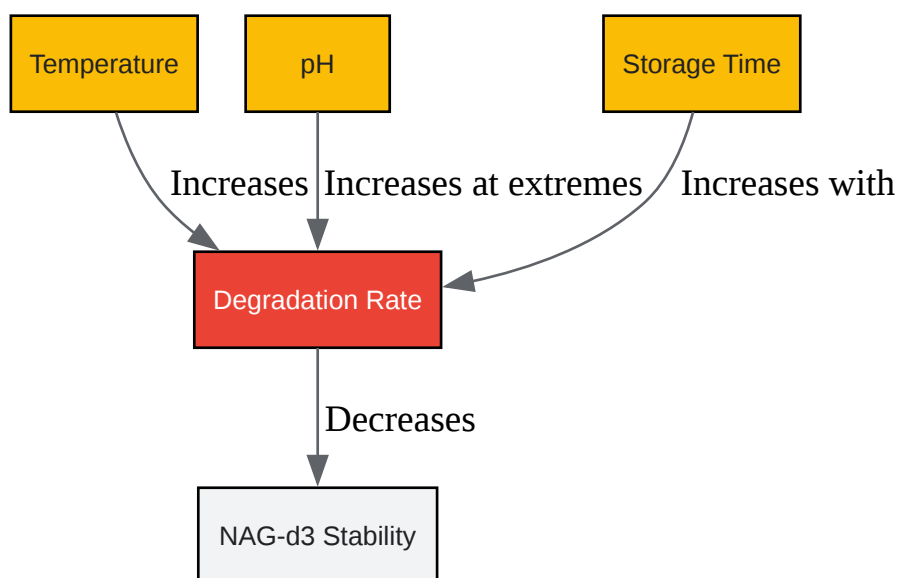 Temperature
pH
Storage Time
Increases
Increases at extremes
Increases with
Degradation Rate
Decreases
NAG-d3 Stability